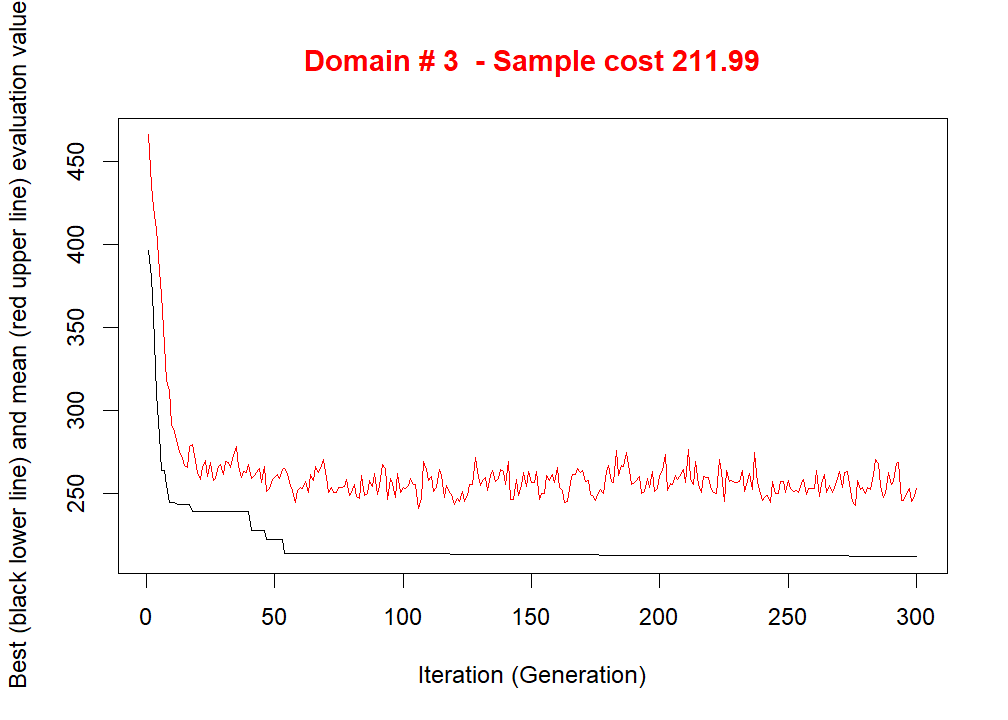 Domain # 3  - Sample cost 211.99
Best (black lower line) and mean (red upper line) evaluation value
450
400
350
300
250
0 50 100 150 200 250 300
Iteration (Generation)